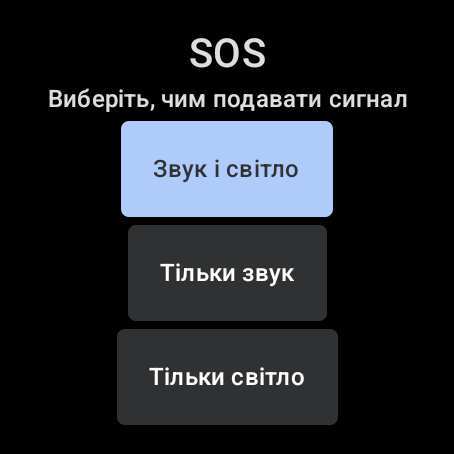 SOS
Виберіть, чим подавати сигнал
Звук і світло
Тільки звук
Тільки світло